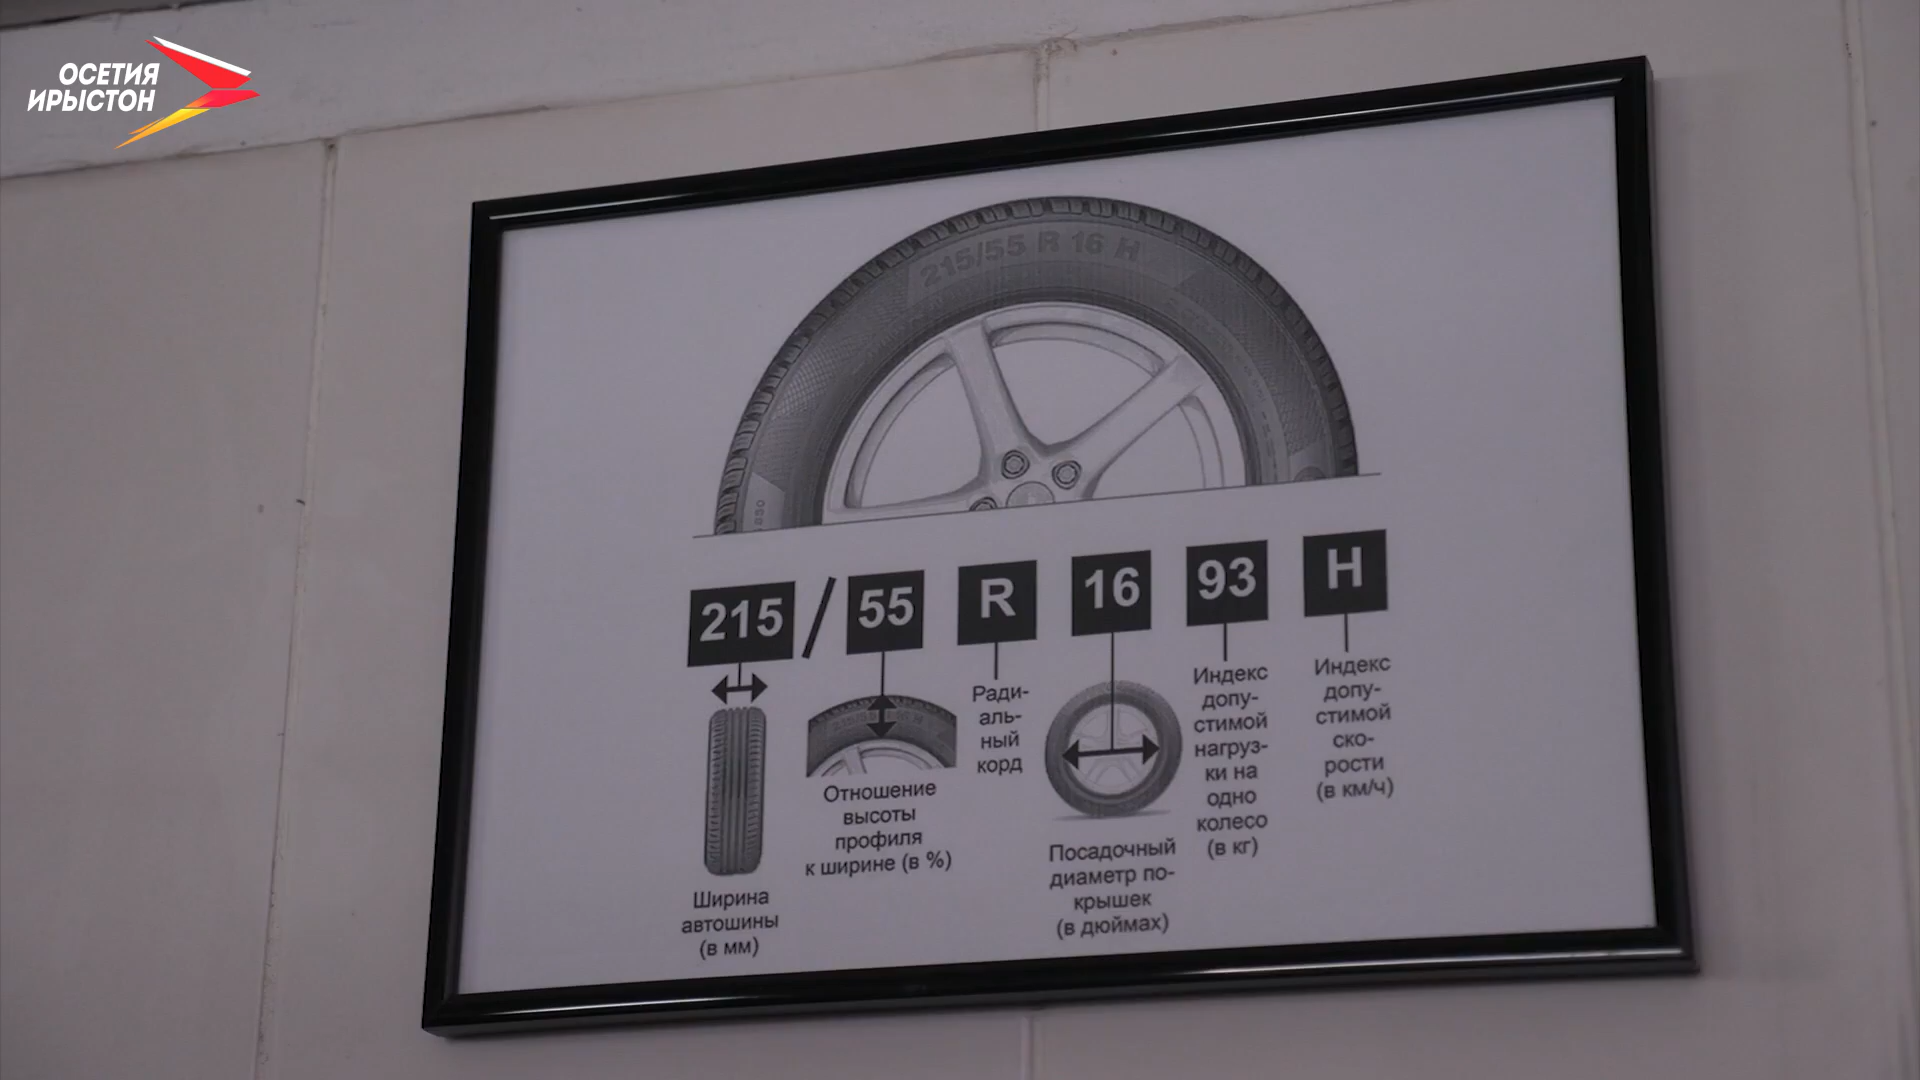 ОСЕТИЯ
ИРЫСТОН
215/55 R 16 H
215 / 55 R 16 93 H
Ширина
автошины
(в мм)
Отношение
высоты
профиля
к ширине (в %)
Ради-
аль-
ный
корд
Посадочный
диаметр по-
крышек
(в дюймах)
Индекс
допу-
стимой
нагруз-
ки на
одно
колесо
(в кг)
Индекс
допу-
стимой
ско-
рости
(в км/ч)